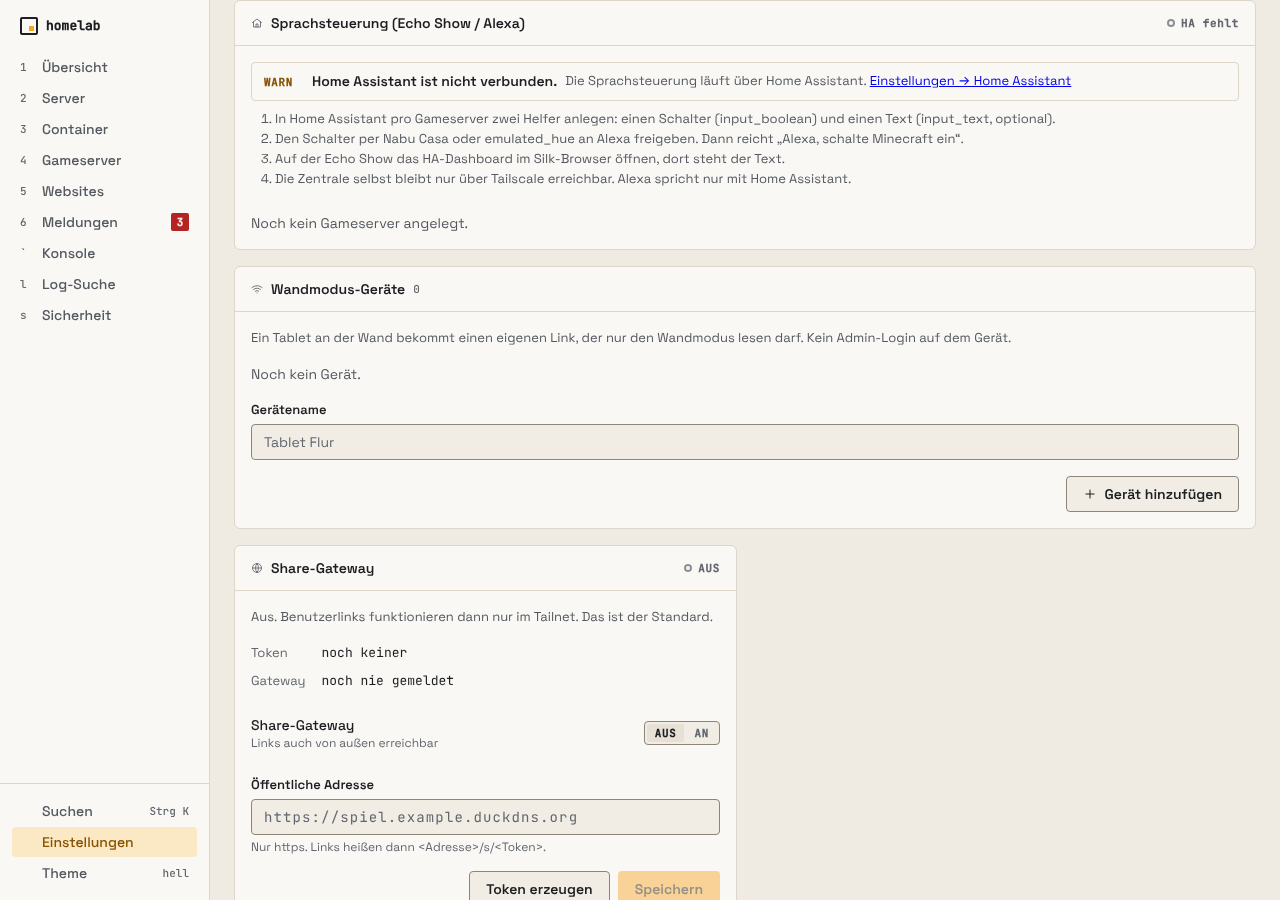 homelab
1 Übersicht
2 Server
3 Container
4 Gameserver
5 Websites
6 Meldungen 3
` Konsole
l Log-Suche
s Sicherheit
Suchen Strg K
Einstellungen
Theme hell
Sprachsteuerung (Echo Show / Alexa) HA fehlt
WARN Home Assistant ist nicht verbunden. Die Sprachsteuerung läuft über Home Assistant. Einstellungen → Home Assistant
1. In Home Assistant pro Gameserver zwei Helfer anlegen: einen Schalter (input_boolean) und einen Text (input_text, optional).
2. Den Schalter per Nabu Casa oder emulated_hue an Alexa freigeben. Dann reicht „Alexa, schalte Minecraft ein“.
3. Auf der Echo Show das HA-Dashboard im Silk-Browser öffnen, dort steht der Text.
4. Die Zentrale selbst bleibt nur über Tailscale erreichbar. Alexa spricht nur mit Home Assistant.
Noch kein Gameserver angelegt.
Wandmodus-Geräte 0
Ein Tablet an der Wand bekommt einen eigenen Link, der nur den Wandmodus lesen darf. Kein Admin-Login auf dem Gerät.
Noch kein Gerät.
Gerätename
Tablet Flur
+ Gerät hinzufügen
Share-Gateway AUS
Aus. Benutzerlinks funktionieren dann nur im Tailnet. Das ist der Standard.
Token noch keiner
Gateway noch nie gemeldet
Share-Gateway
Links auch von außen erreichbar
AUS AN
Öffentliche Adresse
https://spiel.example.duckdns.org
Nur https. Links heißen dann <Adresse>/s/<Token>.
Token erzeugen Speichern